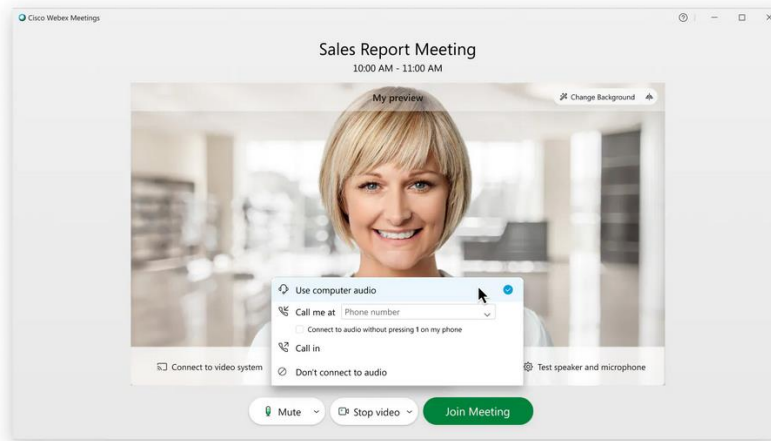 Cisco Webex Meetings
Sales Report Meeting
10:00 AM - 11:00 AM
My preview
Change Background
Use computer audio
Call me at Phone number
Connect to audio without pressing 1 on my phone
Call in
Don't connect to audio
Connect to video system
Test speaker and microphone
Mute
Stop video
Join Meeting